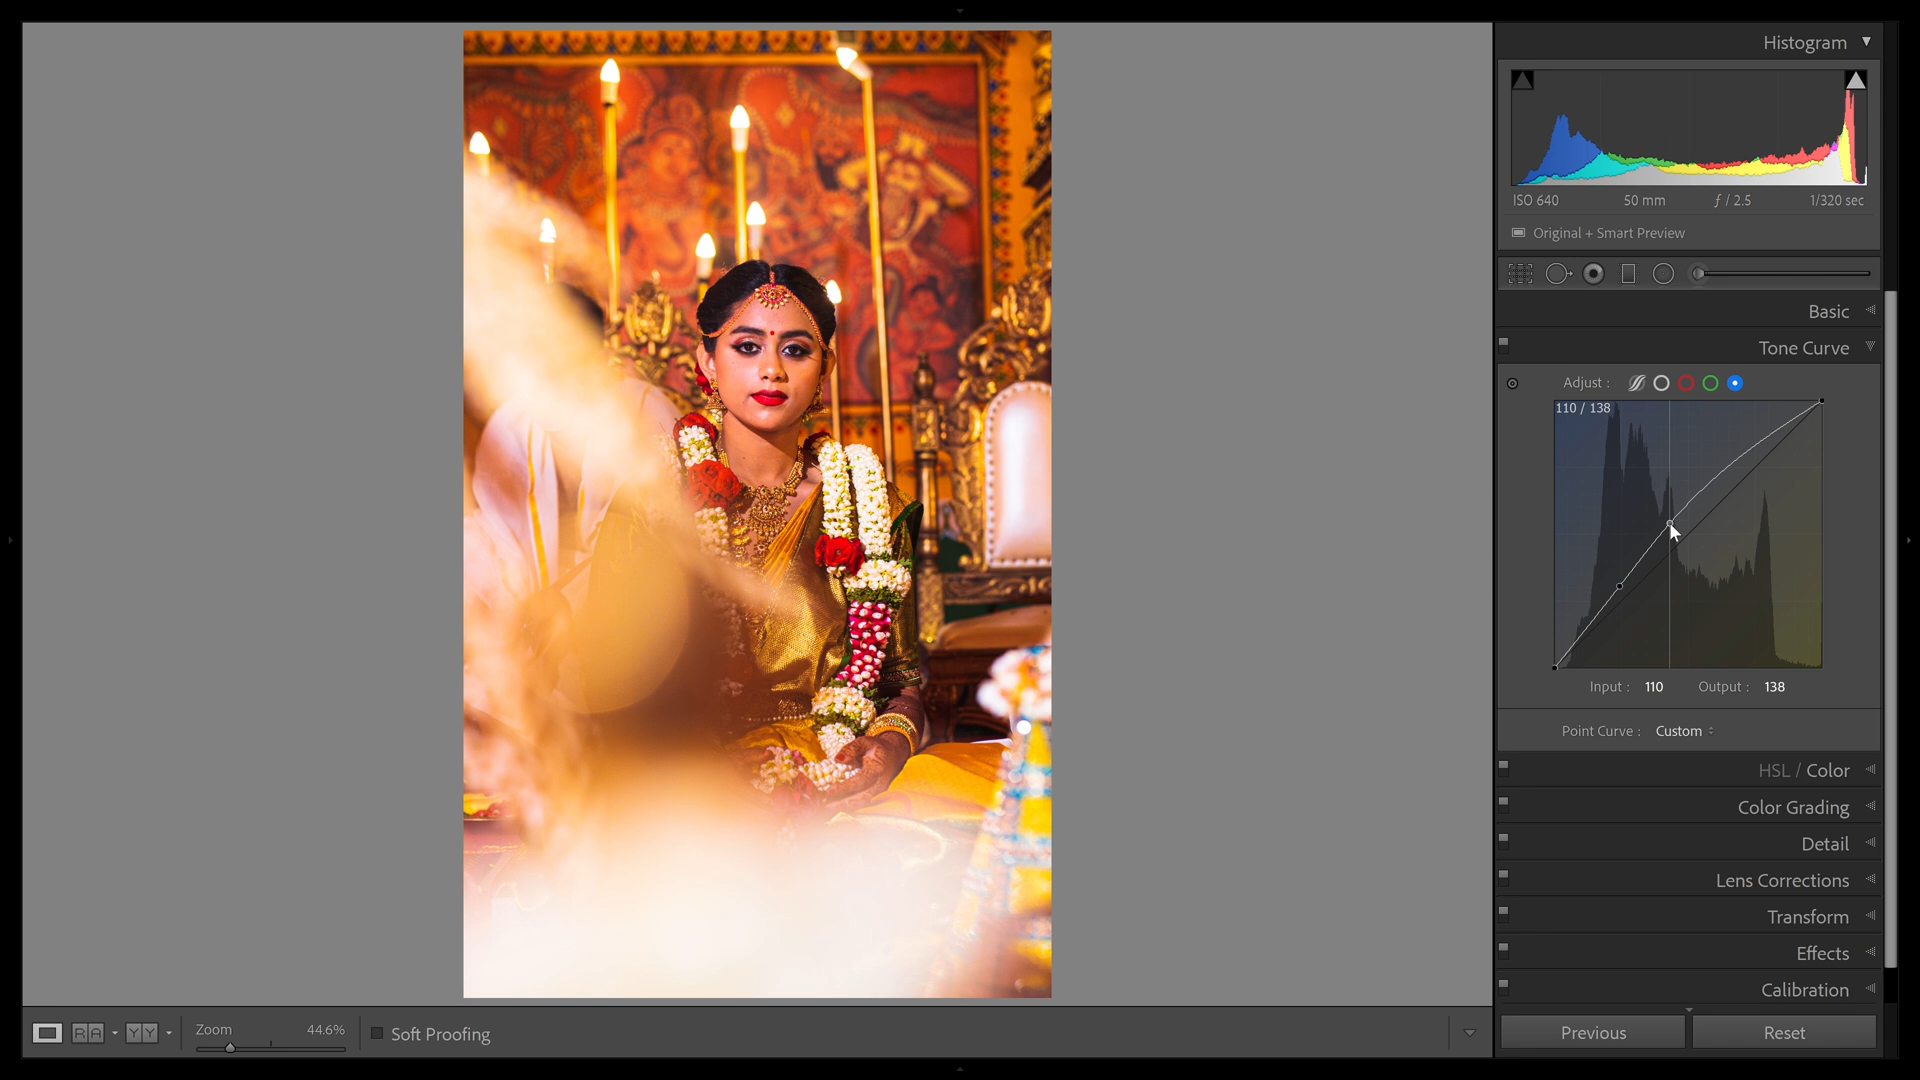 Histogram
ISO 640 50 mm ƒ / 2.5 1/320 sec
Original + Smart Preview
Basic
Tone Curve
Adjust :
110 / 138
Input : 110 Output : 138
Point Curve : Custom
HSL / Color
Color Grading
Detail
Lens Corrections
Transform
Effects
Calibration
R A Y Y Zoom 44.6% Soft Proofing
Previous Reset